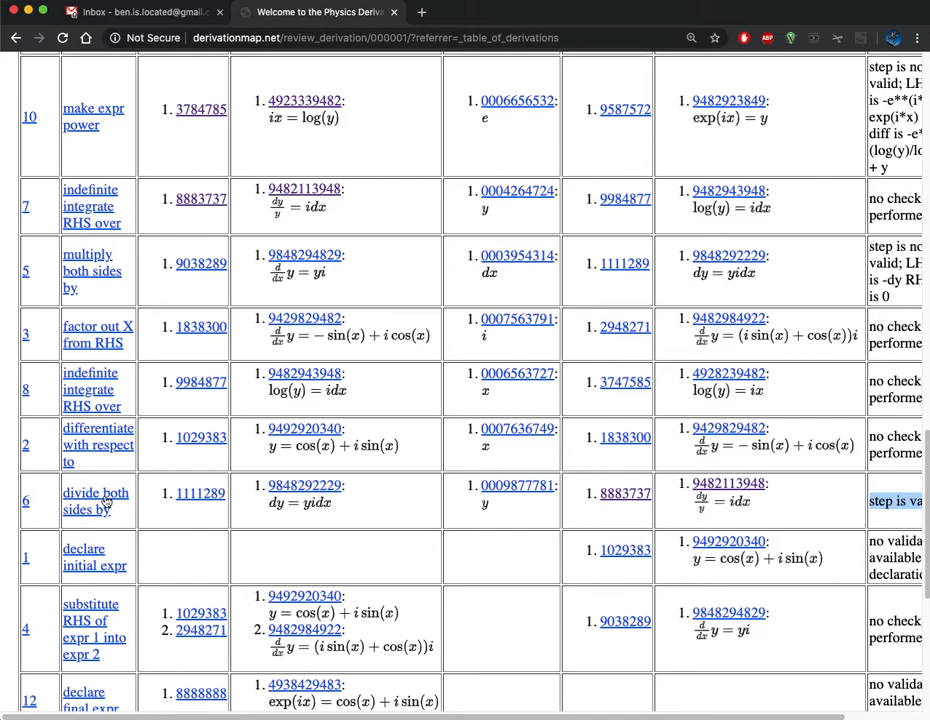 Inbox - ben.is.located@gmail.c
Welcome to the Physics Deriva
Not Secure | derivationmap.net/review_derivation/000001/?referrer=_table_of_derivations
ABP
10
make expr
power
1. 3784785
1. 4923339482:
ix = log(y)
1. 0006656532:
e
1. 9587572
1. 9482923849:
exp(ix) = y
step is no
valid; LH
is -e**(i*
exp(i*x)
diff is -e*
(log(y)/lo
+ y
7
indefinite
integrate
RHS over
1. 8883737
1. 9482113948:
dy/y = idx
1. 0004264724:
y
1. 9984877
1. 9482943948:
log(y) = idx
no check
performe
5
multiply
both sides
by
1. 9038289
1. 9848294829:
d/dx y = yi
1. 0003954314:
dx
1. 1111289
1. 9848292229:
dy = yidx
step is no
valid; LH
is -dy RH
is 0
3
factor out X
from RHS
1. 1838300
1. 9429829482:
d/dx y = − sin(x) + i cos(x)
1. 0007563791:
i
1. 2948271
1. 9482984922:
d/dx y = (i sin(x) + cos(x))i
no check
performe
8
indefinite
integrate
RHS over
1. 9984877
1. 9482943948:
log(y) = idx
1. 0006563727:
x
1. 3747585
1. 4928239482:
log(y) = ix
no check
performe
2
differentiate
with respect
to
1. 1029383
1. 9492920340:
y = cos(x) + i sin(x)
1. 0007636749:
x
1. 1838300
1. 9429829482:
d/dx y = − sin(x) + i cos(x)
no check
performe
6
divide both
sides by
1. 1111289
1. 9848292229:
dy = yidx
1. 0009877781:
y
1. 8883737
1. 9482113948:
dy/y = idx
step is va
1
declare
initial expr
1. 1029383
1. 9492920340:
y = cos(x) + i sin(x)
no valida
available
declarati
4
substitute
RHS of
expr 1 into
expr 2
1. 1029383
2. 2948271
1. 9492920340:
y = cos(x) + i sin(x)
2. 9482984922:
d/dx y = (i sin(x) + cos(x))i
1. 9038289
1. 9848294829:
d/dx y = yi
no check
performe
12
declare
final expr
1. 8888888
1. 4938429483:
exp(ix) = cos(x) + i sin(x)
no valida
available